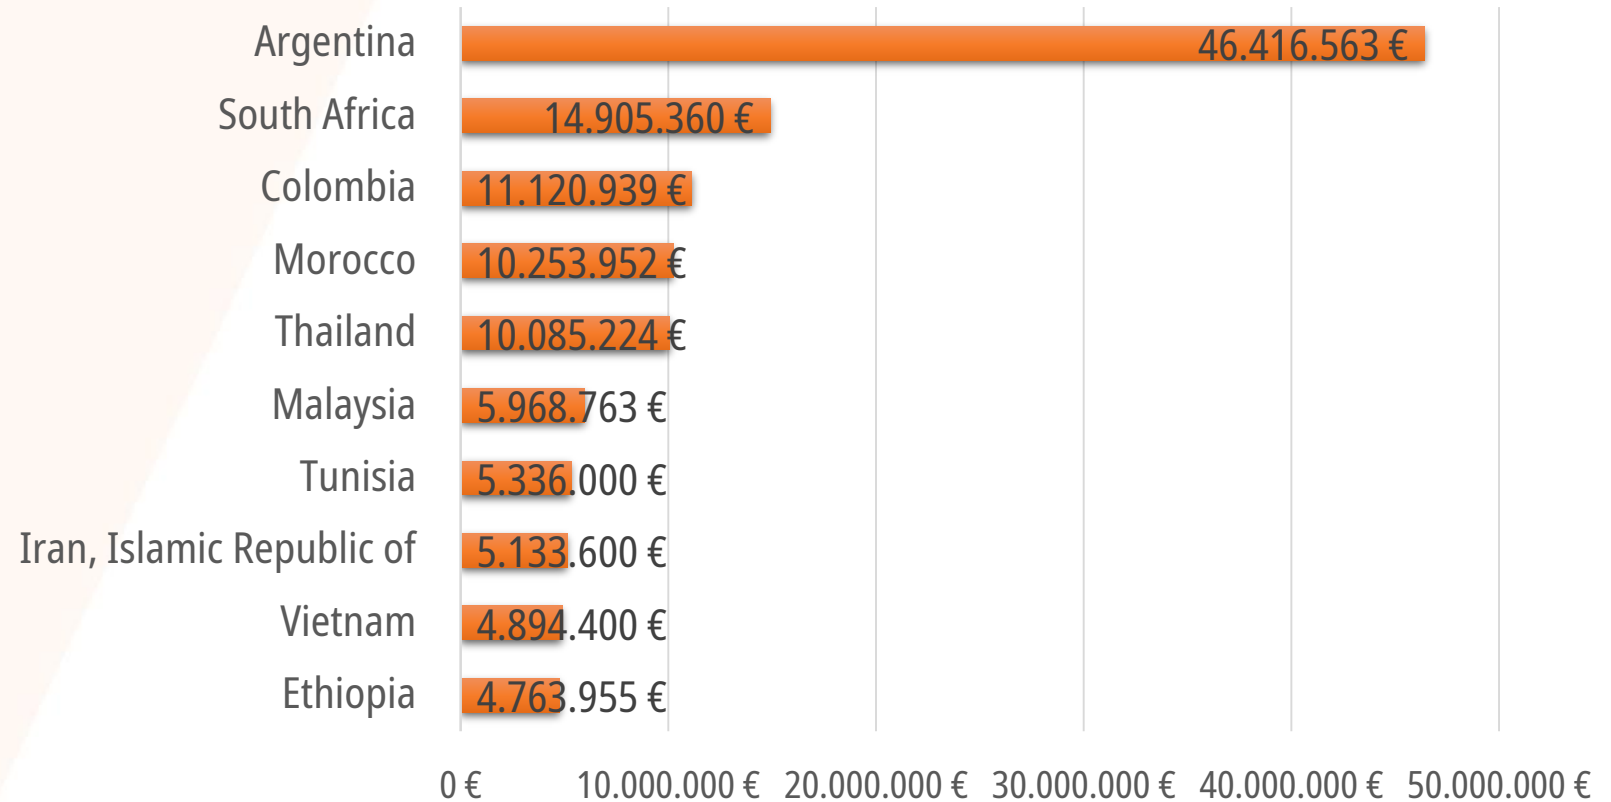 Argentina 46.416.563 €
South Africa 14.905.360 €
Colombia 11.120.939 €
Morocco 10.253.952 €
Thailand 10.085.224 €
Malaysia 5.968.763 €
Tunisia 5.336.000 €
Iran, Islamic Republic of 5.133.600 €
Vietnam 4.894.400 €
Ethiopia 4.763.955 €
0 € 10.000.000 € 20.000.000 € 30.000.000 € 40.000.000 € 50.000.000 €